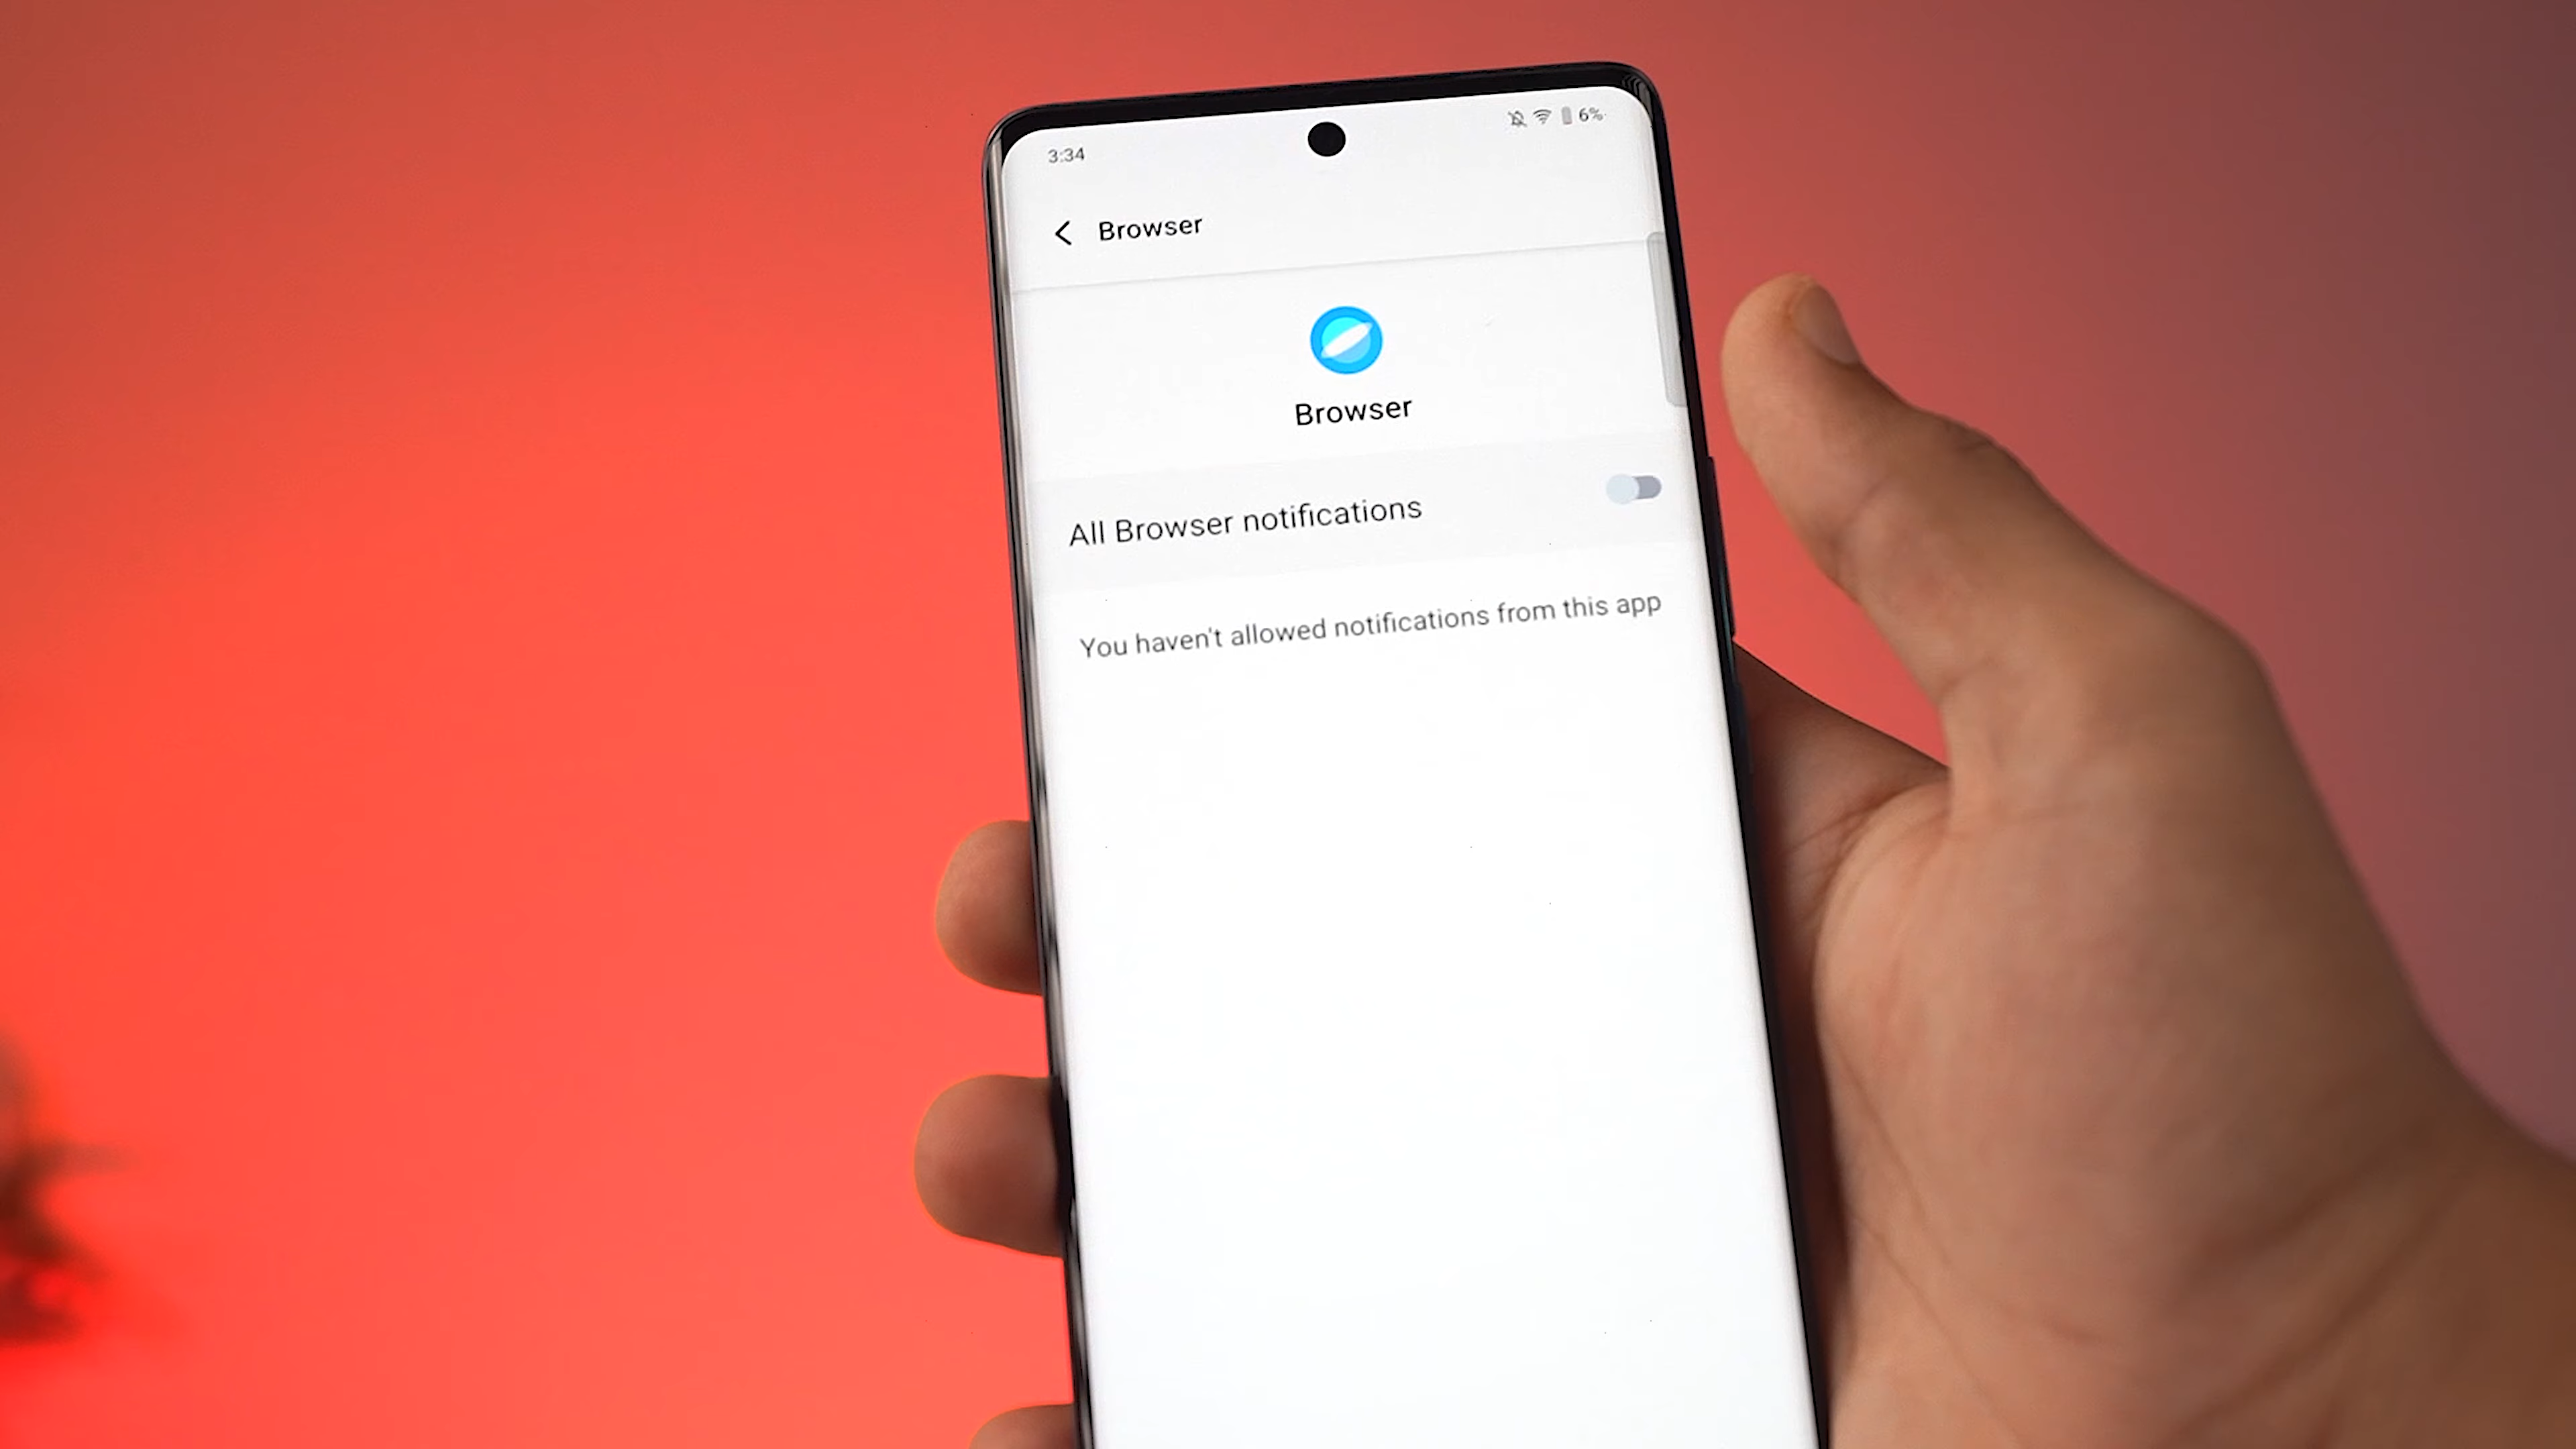 3:34
6%
Browser
Browser
All Browser notifications
You haven't allowed notifications from this app